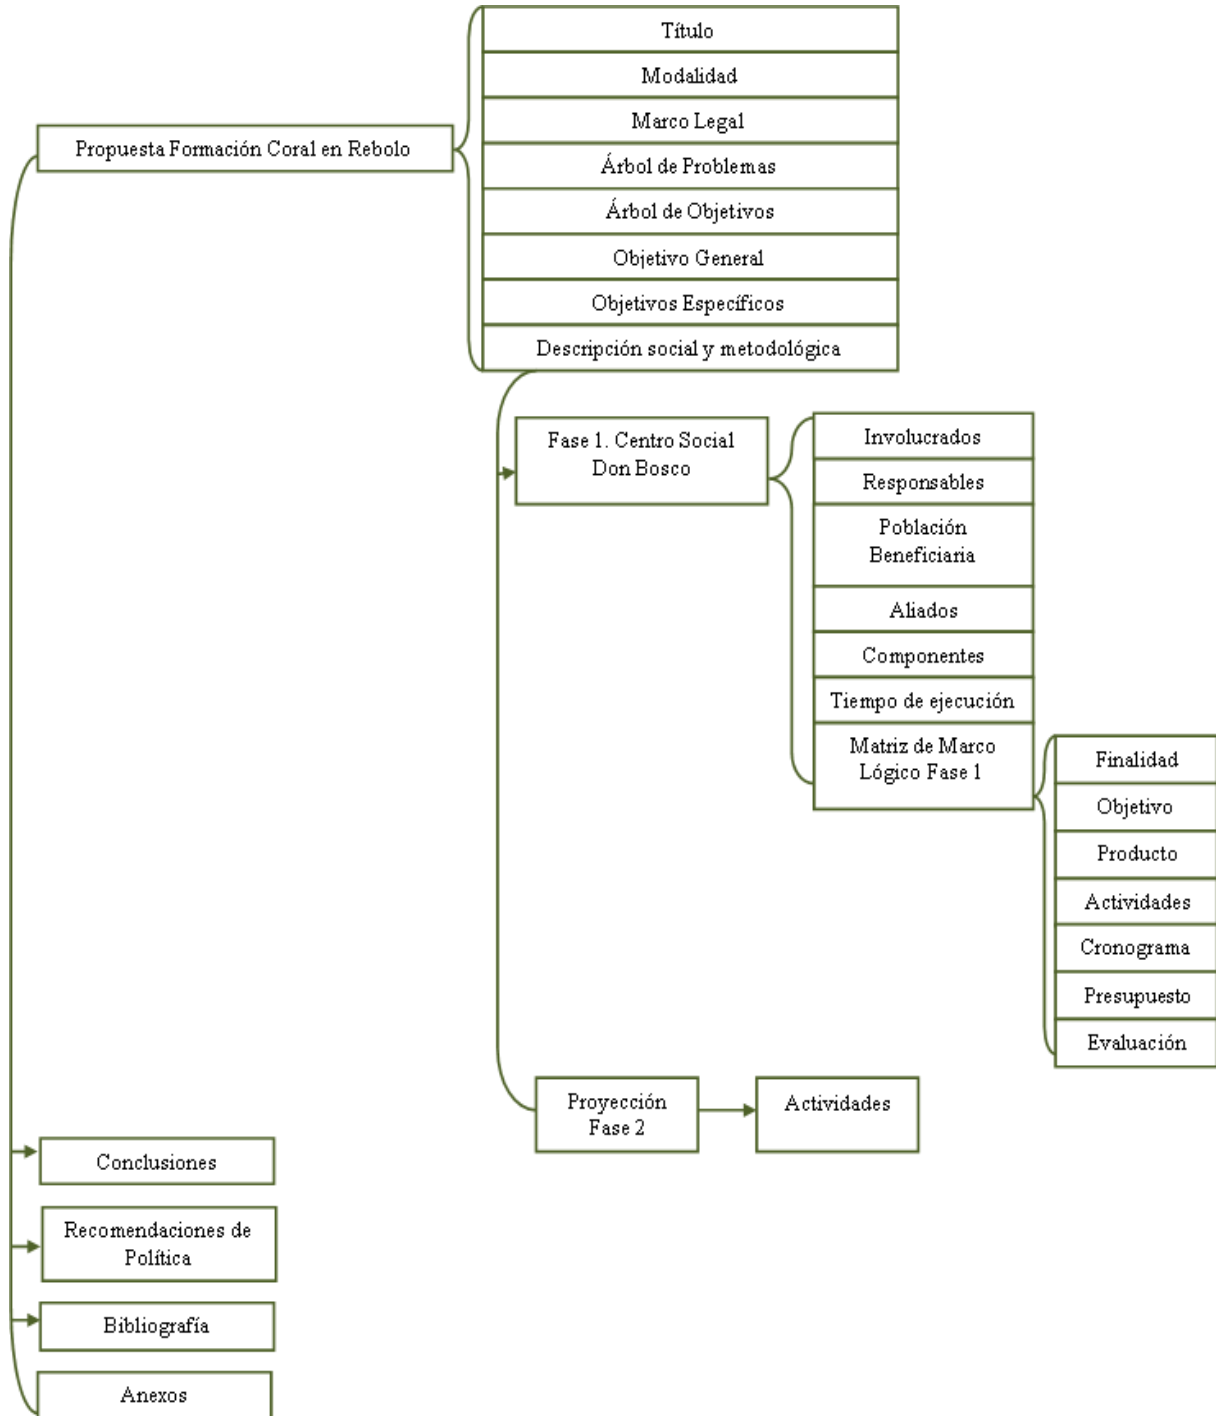 Propuesta Formación Coral en Rebolo
Título
Modalidad
Marco Legal
Árbol de Problemas
Árbol de Objetivos
Objetivo General
Objetivos Específicos
Descripción social y metodológica
Fase 1. Centro Social
Don Bosco
Involucrados
Responsables
Población
Beneficiaria
Aliados
Componentes
Tiempo de ejecución
Matriz de Marco
Lógico Fase 1
Finalidad
Objetivo
Producto
Actividades
Cronograma
Presupuesto
Evaluación
Proyección
Fase 2
Actividades
Conclusiones
Recomendaciones de
Política
Bibliografía
Anexos